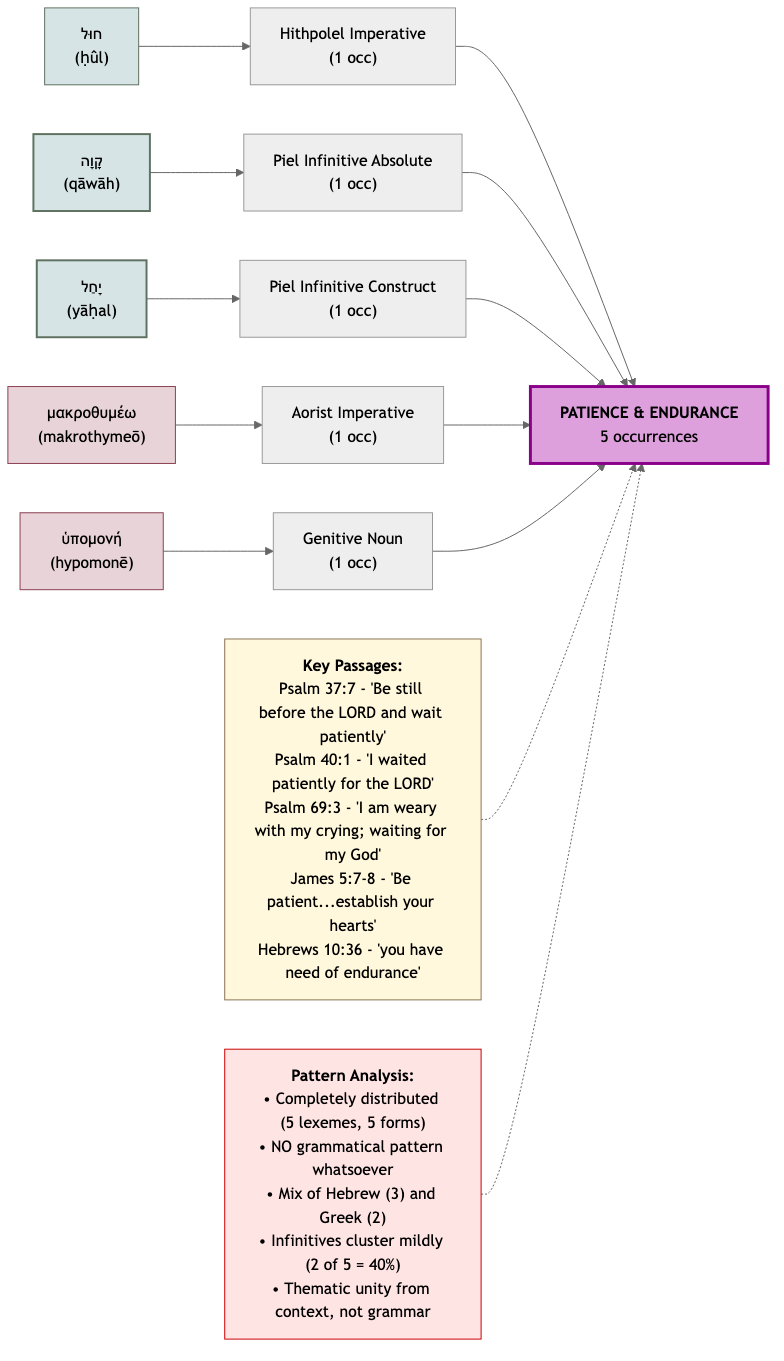 חוּל
(ḥûl)
Hithpolel Imperative
(1 occ)
קָוָה
(qāwāh)
Piel Infinitive Absolute
(1 occ)
יָחַל
(yāḥal)
Piel Infinitive Construct
(1 occ)
μακροθυμέω
(makrothymeō)
Aorist Imperative
(1 occ)
PATIENCE & ENDURANCE
5 occurrences
ὑπομονή
(hypomonē)
Genitive Noun
(1 occ)
Key Passages:
Psalm 37:7 - 'Be still
before the LORD and wait
patiently'
Psalm 40:1 - 'I waited
patiently for the LORD'
Psalm 69:3 - 'I am weary
with my crying; waiting for
my God'
James 5:7-8 - 'Be
patient...establish your
hearts'
Hebrews 10:36 - 'you have
need of endurance'
Pattern Analysis:
• Completely distributed
(5 lexemes, 5 forms)
• NO grammatical pattern
whatsoever
• Mix of Hebrew (3) and
Greek (2)
• Infinitives cluster mildly
(2 of 5 = 40%)
• Thematic unity from
context, not grammar